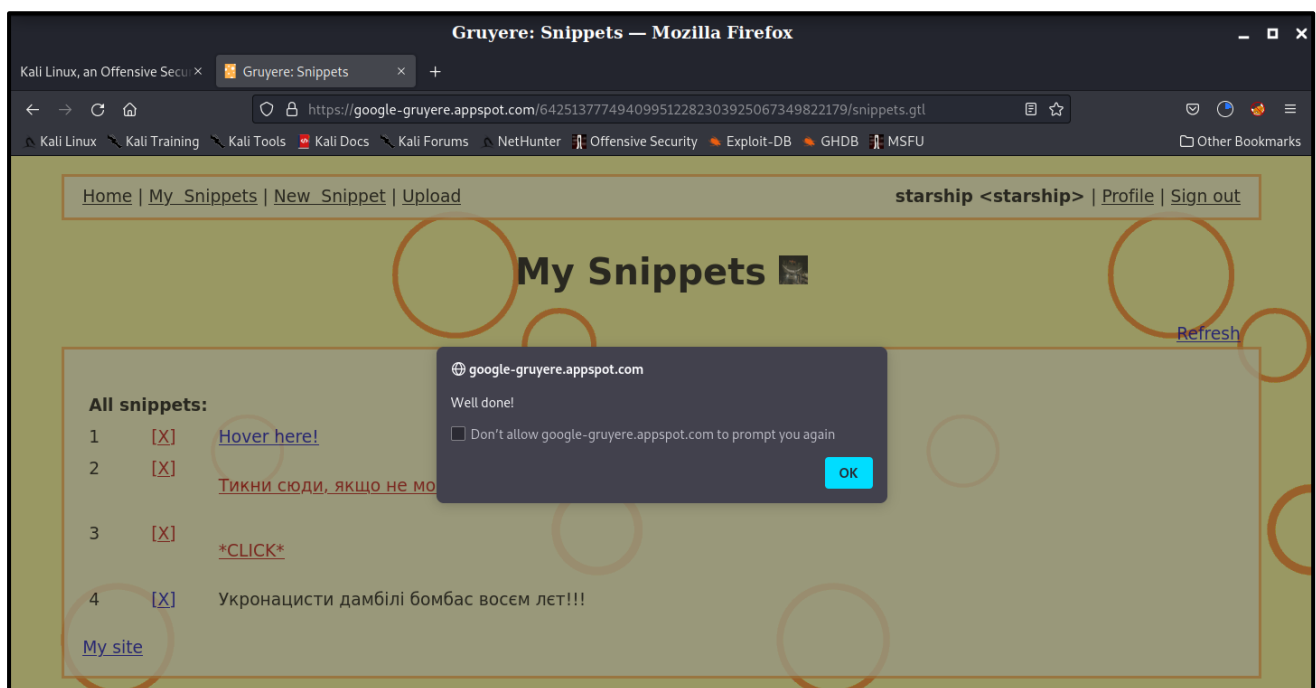 Gruyere: Snippets — Mozilla Firefox
Kali Linux, an Offensive Secu
Gruyere: Snippets
https://google-gruyere.appspot.com/642513777494099512282303925067349822179/snippets.gtl
Kali Linux Kali Training Kali Tools Kali Docs Kali Forums NetHunter Offensive Security Exploit-DB GHDB MSFU Other Bookmarks
Home | My Snippets | New Snippet | Upload starship <starship> | Profile | Sign out
My Snippets
Refresh
google-gruyere.appspot.com
Well done!
Don't allow google-gruyere.appspot.com to prompt you again
OK
All snippets:
1 [X] Hover here!
2 [X]
Тикни сюди, якщо не мо
3 [X]
*CLICK*
4 [X] Укронацисти дамбілі бомбас восєм лєт!!!
My site